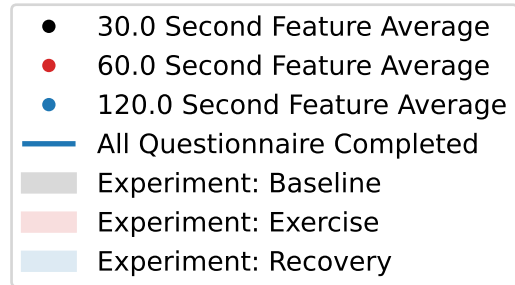 30.0 Second Feature Average
60.0 Second Feature Average
120.0 Second Feature Average
All Questionnaire Completed
Experiment: Baseline
Experiment: Exercise
Experiment: Recovery